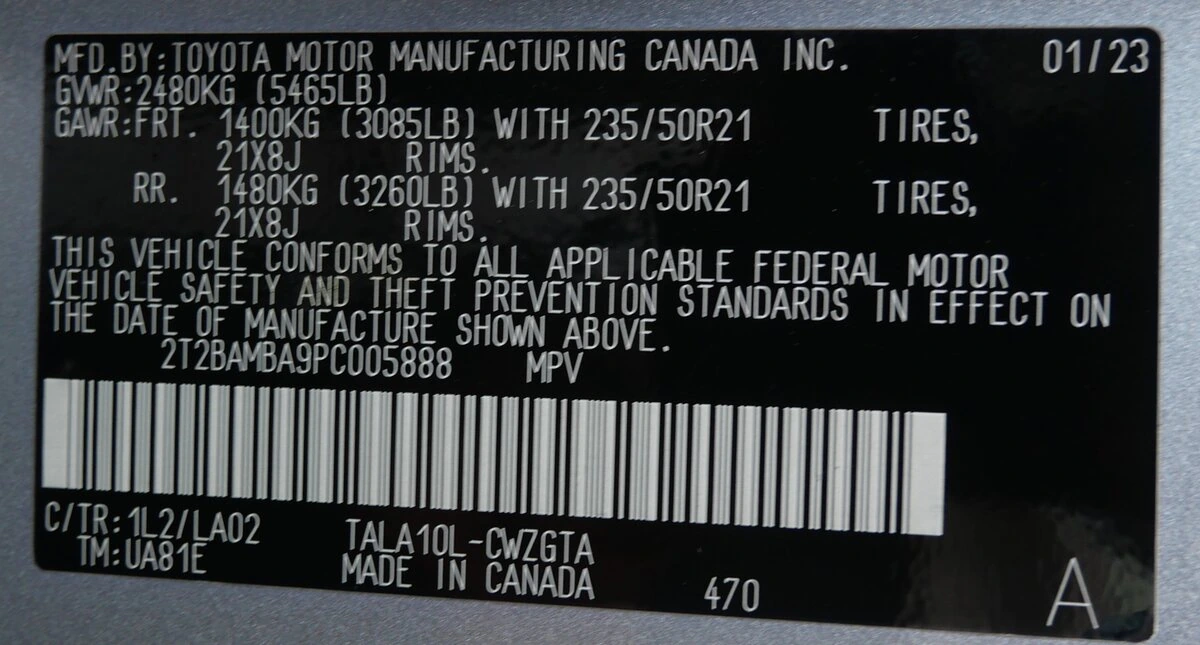 MFD.BY:TOYOTA MOTOR MANUFACTURING CANADA INC. 01/23
GVWR:2480KG (5465LB)
GAWR:FRT. 1400KG (3085LB) WITH 235/50R21 TIRES,
21X8J RIMS.
RR. 1480KG (3260LB) WITH 235/50R21 TIRES,
21X8J RIMS.
THIS VEHICLE CONFORMS TO ALL APPLICABLE FEDERAL MOTOR
VEHICLE SAFETY AND THEFT PREVENTION STANDARDS IN EFFECT ON
THE DATE OF MANUFACTURE SHOWN ABOVE.
2T2BAMBA9PC005888 MPV
C/TR:1L2/LA02 TALA10L-CWZGTA
TM:UA81E MADE IN CANADA 470 A